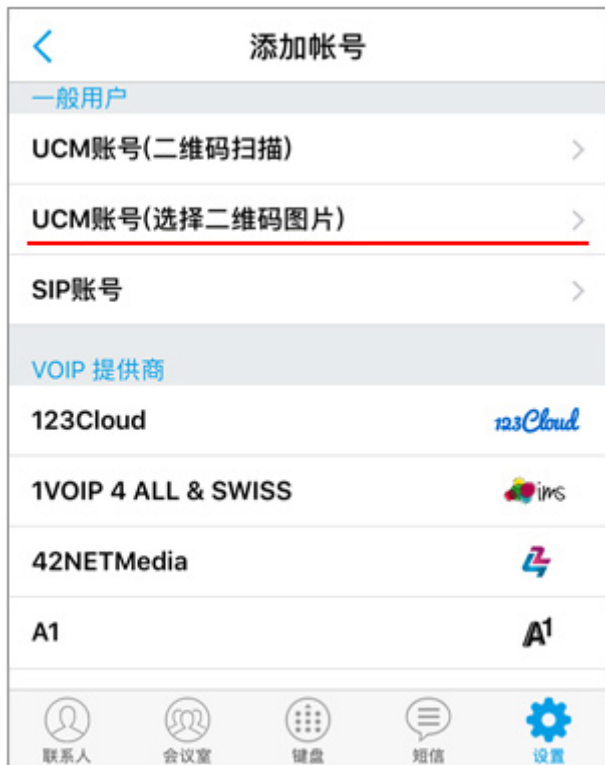 添加帐号
一般用户
UCM账号(二维码扫描)
UCM账号(选择二维码图片)
SIP账号
VOIP 提供商
123Cloud 123Cloud
1VOIP 4 ALL & SWISS ims
42NETMedia
A1 A1
联系人 会议室 键盘 短信 设置